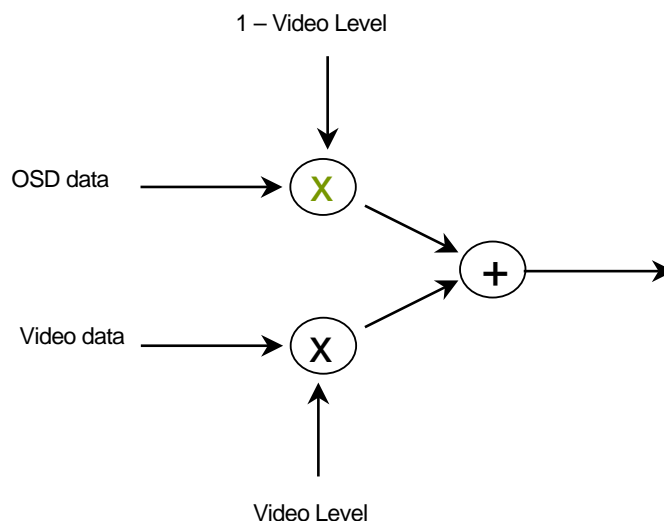 1 – Video Level
OSD data
X
+
Video data
X
Video Level